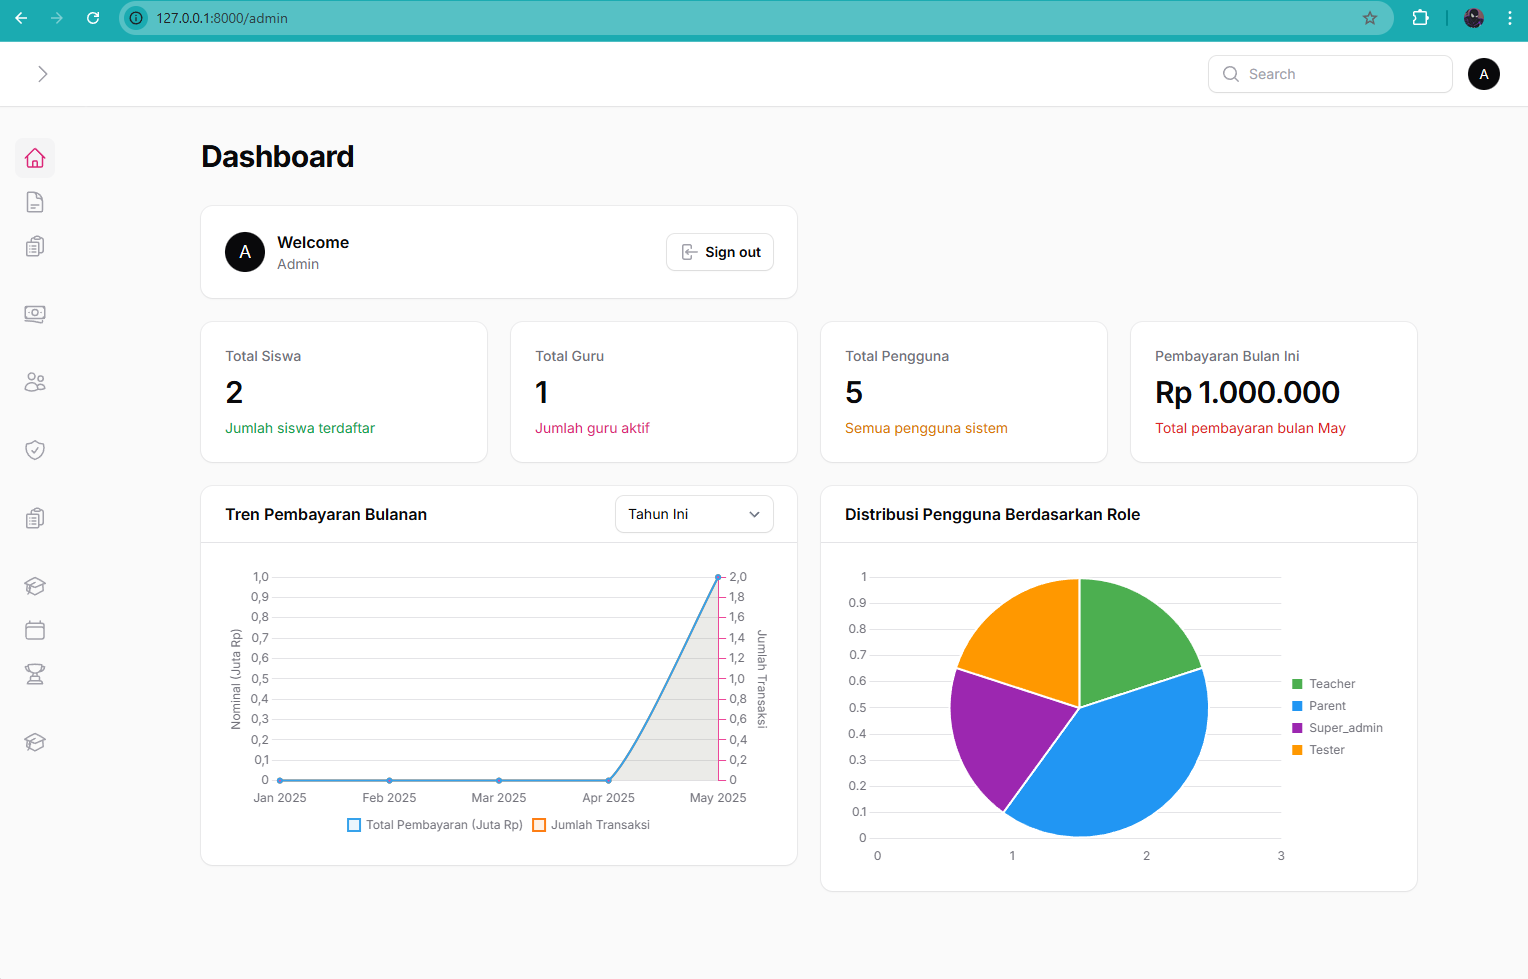 127.0.0.1:8000/admin
Search
A
Dashboard
A
Welcome
Admin
Sign out
Total Siswa
2
Jumlah siswa terdaftar
Total Guru
1
Jumlah guru aktif
Total Pengguna
5
Semua pengguna sistem
Pembayaran Bulan Ini
Rp 1.000.000
Total pembayaran bulan May
Tren Pembayaran Bulanan
Tahun Ini
Nominal (Juta Rp)
1,0
0,9
0,8
0,7
0,6
0,5
0,4
0,3
0,2
0,1
0
2,0
1,8
1,6
1,4
1,2
1,0
0,8
0,6
0,4
0,2
0
Jumlah Transaksi
Jan 2025
Feb 2025
Mar 2025
Apr 2025
May 2025
Total Pembayaran (Juta Rp)
Jumlah Transaksi
Distribusi Pengguna Berdasarkan Role
1
0.9
0.8
0.7
0.6
0.5
0.4
0.3
0.2
0.1
0
0
1
2
3
Teacher
Parent
Super_admin
Tester